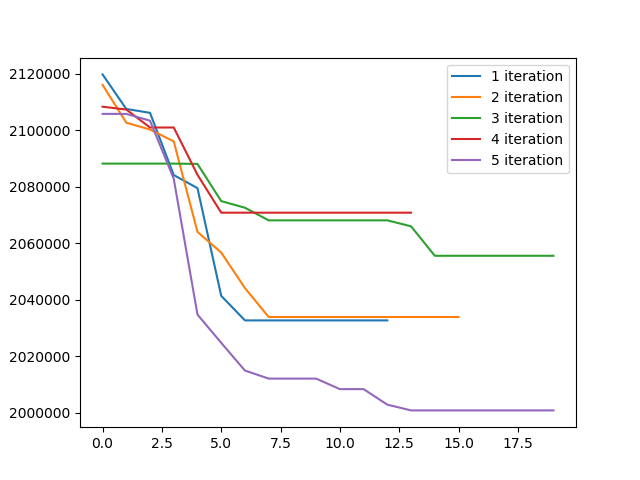 2120000
2100000
2080000
2060000
2040000
2020000
2000000
0.0 2.5 5.0 7.5 10.0 12.5 15.0 17.5
1 iteration
2 iteration
3 iteration
4 iteration
5 iteration